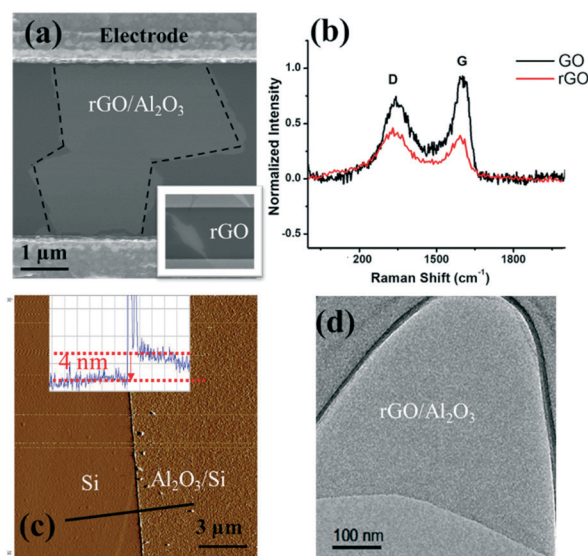 (a)
Electrode
rGO/Al₂O₃
rGO
1 µm
(b)
GO
rGO
D
G
1.0
0.5
0.0
-0.5
1200
1500
1800
Normalized Intensity
Raman Shift (cm⁻¹)
4 nm
Si
Al₂O₃/Si
(c)
3 µm
(d)
rGO/Al₂O₃
100 nm